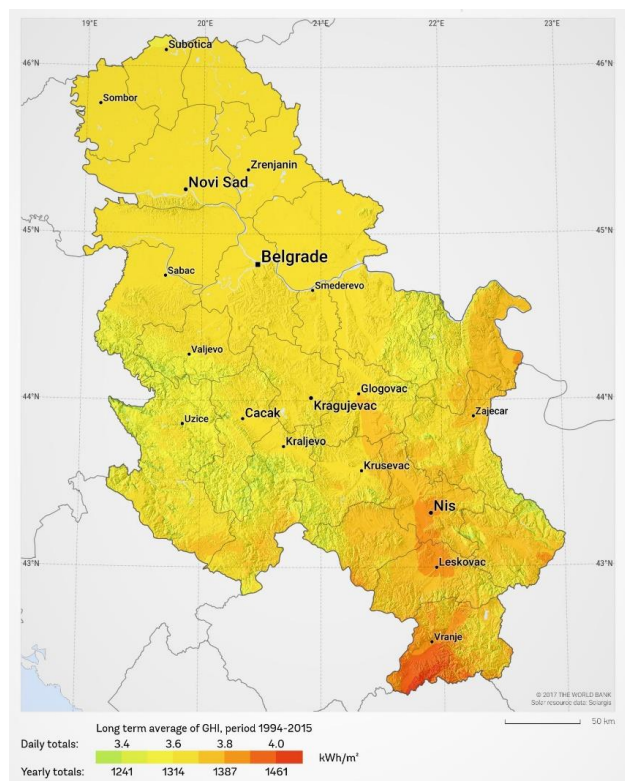 19°E 20°E 21°E 22°E 23°E
46°N 46°N
Subotica
Sombor
Zrenjanin
Novi Sad
45°N 45°N
Belgrade
Sabac
Smederevo
Valjevo
44°N 44°N
Glogovac
Kragujevac
Zajecar
Uzice
Cacak
Kraljevo
Krusevac
Nis
43°N 43°N
Leskovac
Vranje
© 2017 THE WORLD BANK
Solar resource data: Solargis
50 km
Long term average of GHI, period 1994-2015
Daily totals: 3.4 3.6 3.8 4.0
kWh/m²
Yearly totals: 1241 1314 1387 1461